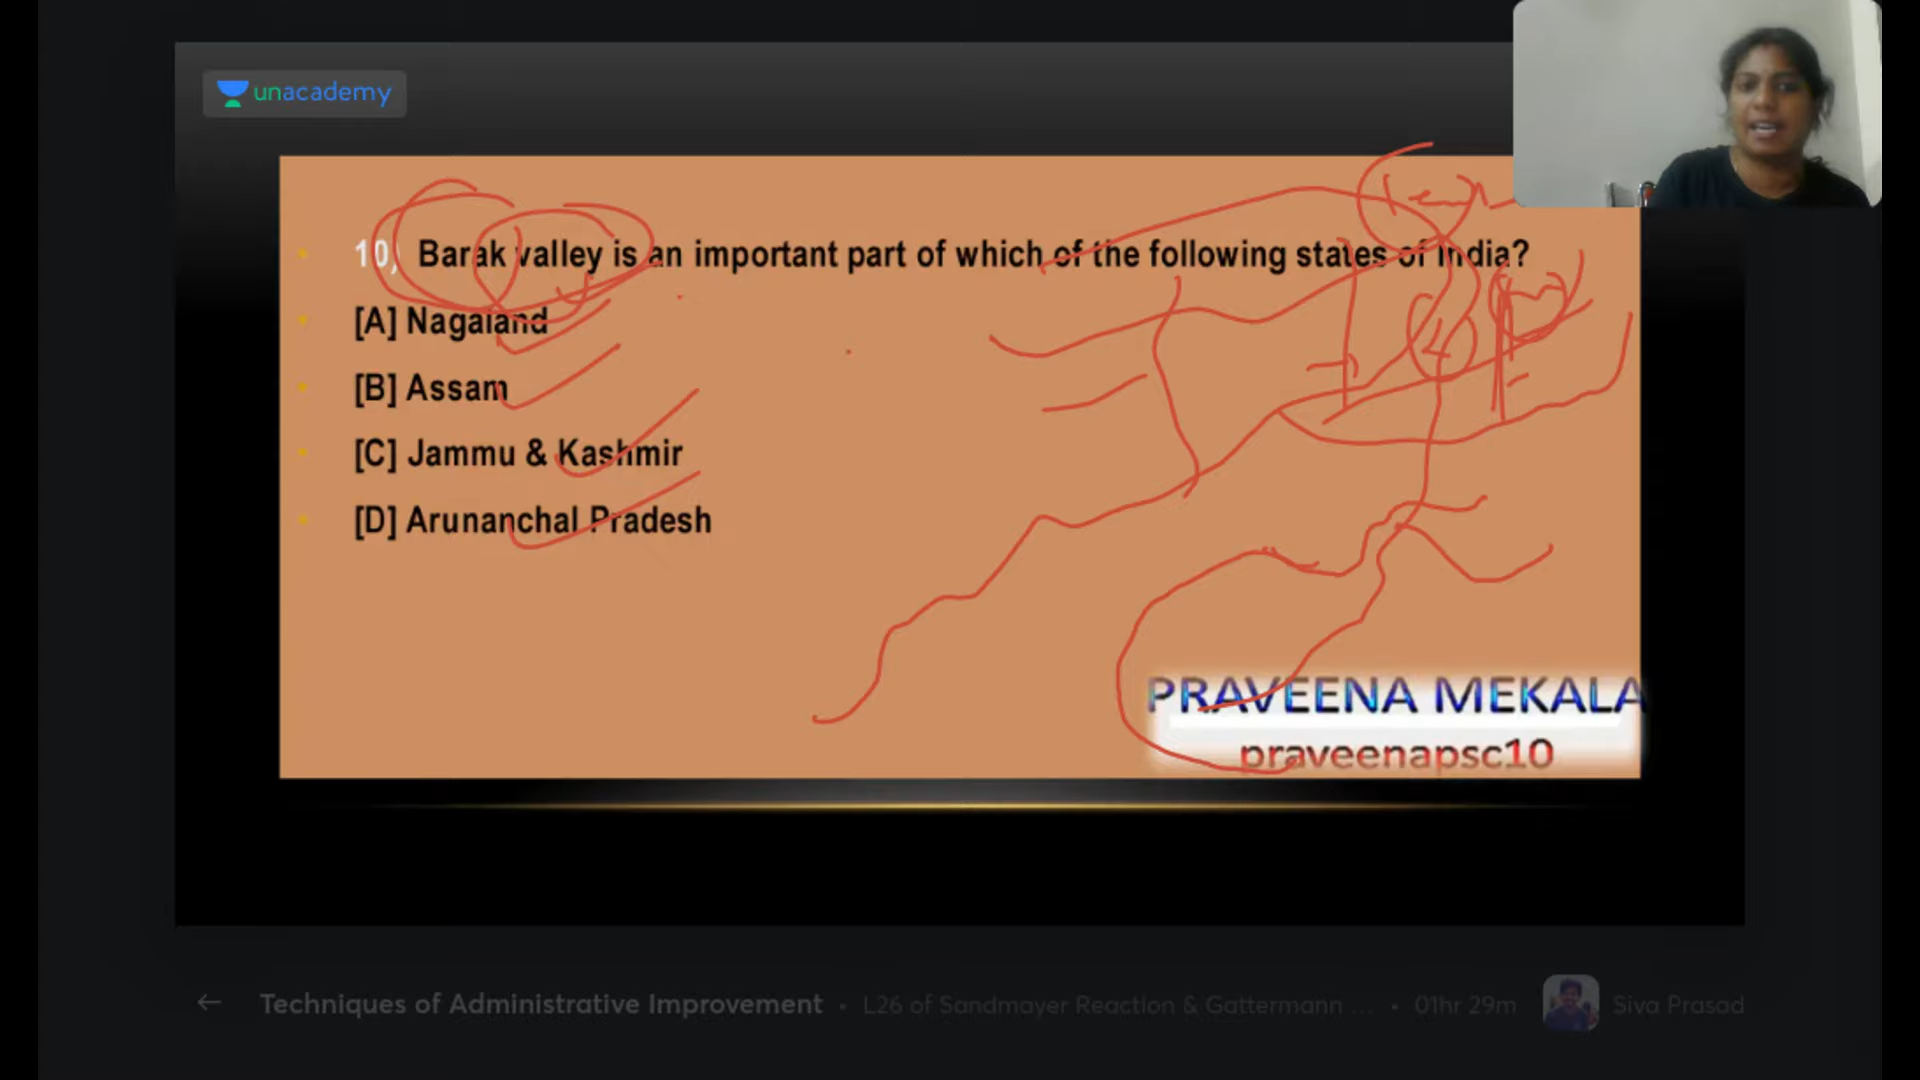 unacademy
10) Barak valley is an important part of which of the following states of India?
[A] Nagaland
[B] Assam
[C] Jammu & Kashmir
[D] Arunanchal Pradesh
PRAVEENA MEKALA
praveenapsc10
Techniques of Administrative Improvement • L26 of Sandmayer Reaction & Gattermann ... • 01hr 29m Siva Prasad